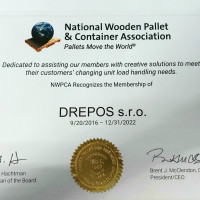 National Wooden Pallet
& Container Association
Pallets Move the World®
Dedicated to assisting our members with creative solutions to meet
their customers' changing unit load handling needs.
NWPCA Recognizes the Membership of
DREPOS s.r.o.
9/20/2016 – 12/31/2022
Hachtman
an of the Board
Brent J. McClendon, C
President/CEO